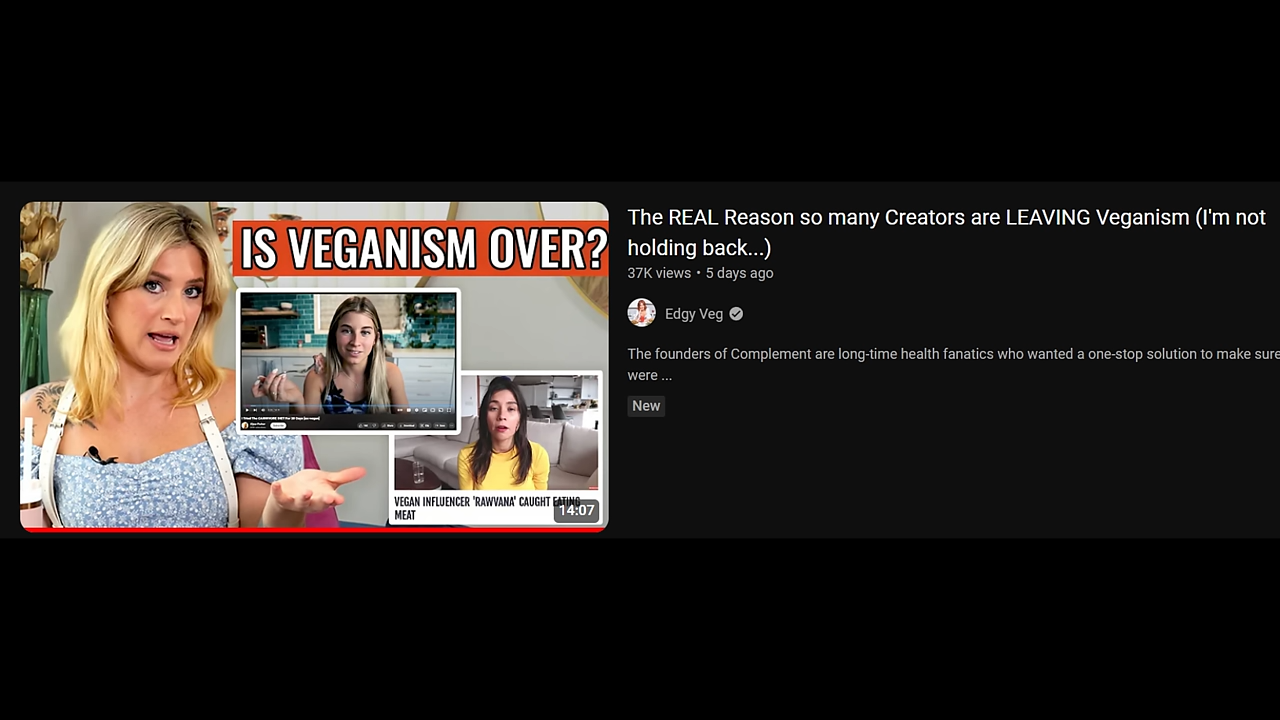 IS VEGANISM OVER?
VEGAN INFLUENCER 'RAWVANA' CAUGHT EATING
MEAT
14:07
The REAL Reason so many Creators are LEAVING Veganism (I'm not
holding back...)
37K views • 5 days ago
Edgy Veg
The founders of Complement are long-time health fanatics who wanted a one-stop solution to make sure
were ...
New